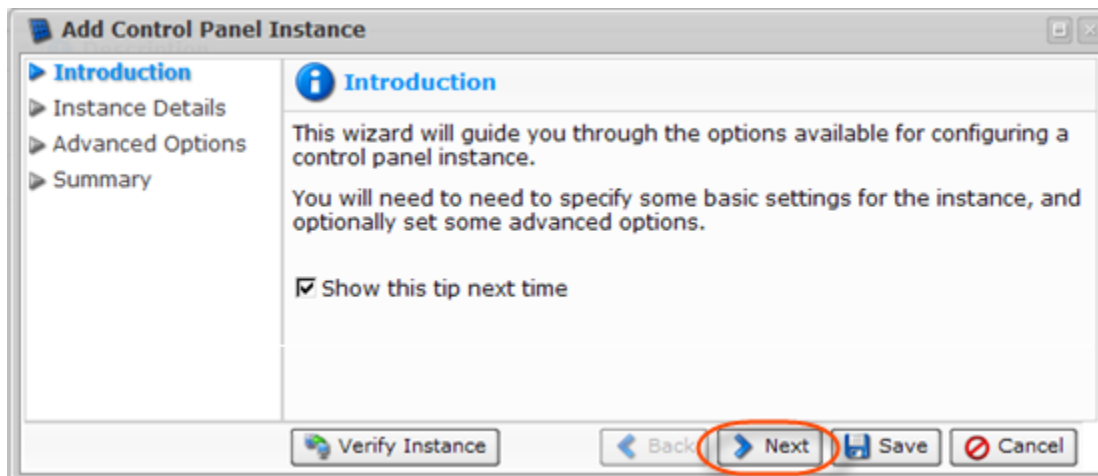 Add Control Panel Instance
Description
Introduction
Instance Details
Advanced Options
Summary
Introduction
This wizard will guide you through the options available for configuring a
control panel instance.
You will need to need to specify some basic settings for the instance, and
optionally set some advanced options.
Show this tip next time
Verify Instance
Back
Next
Save
Cancel